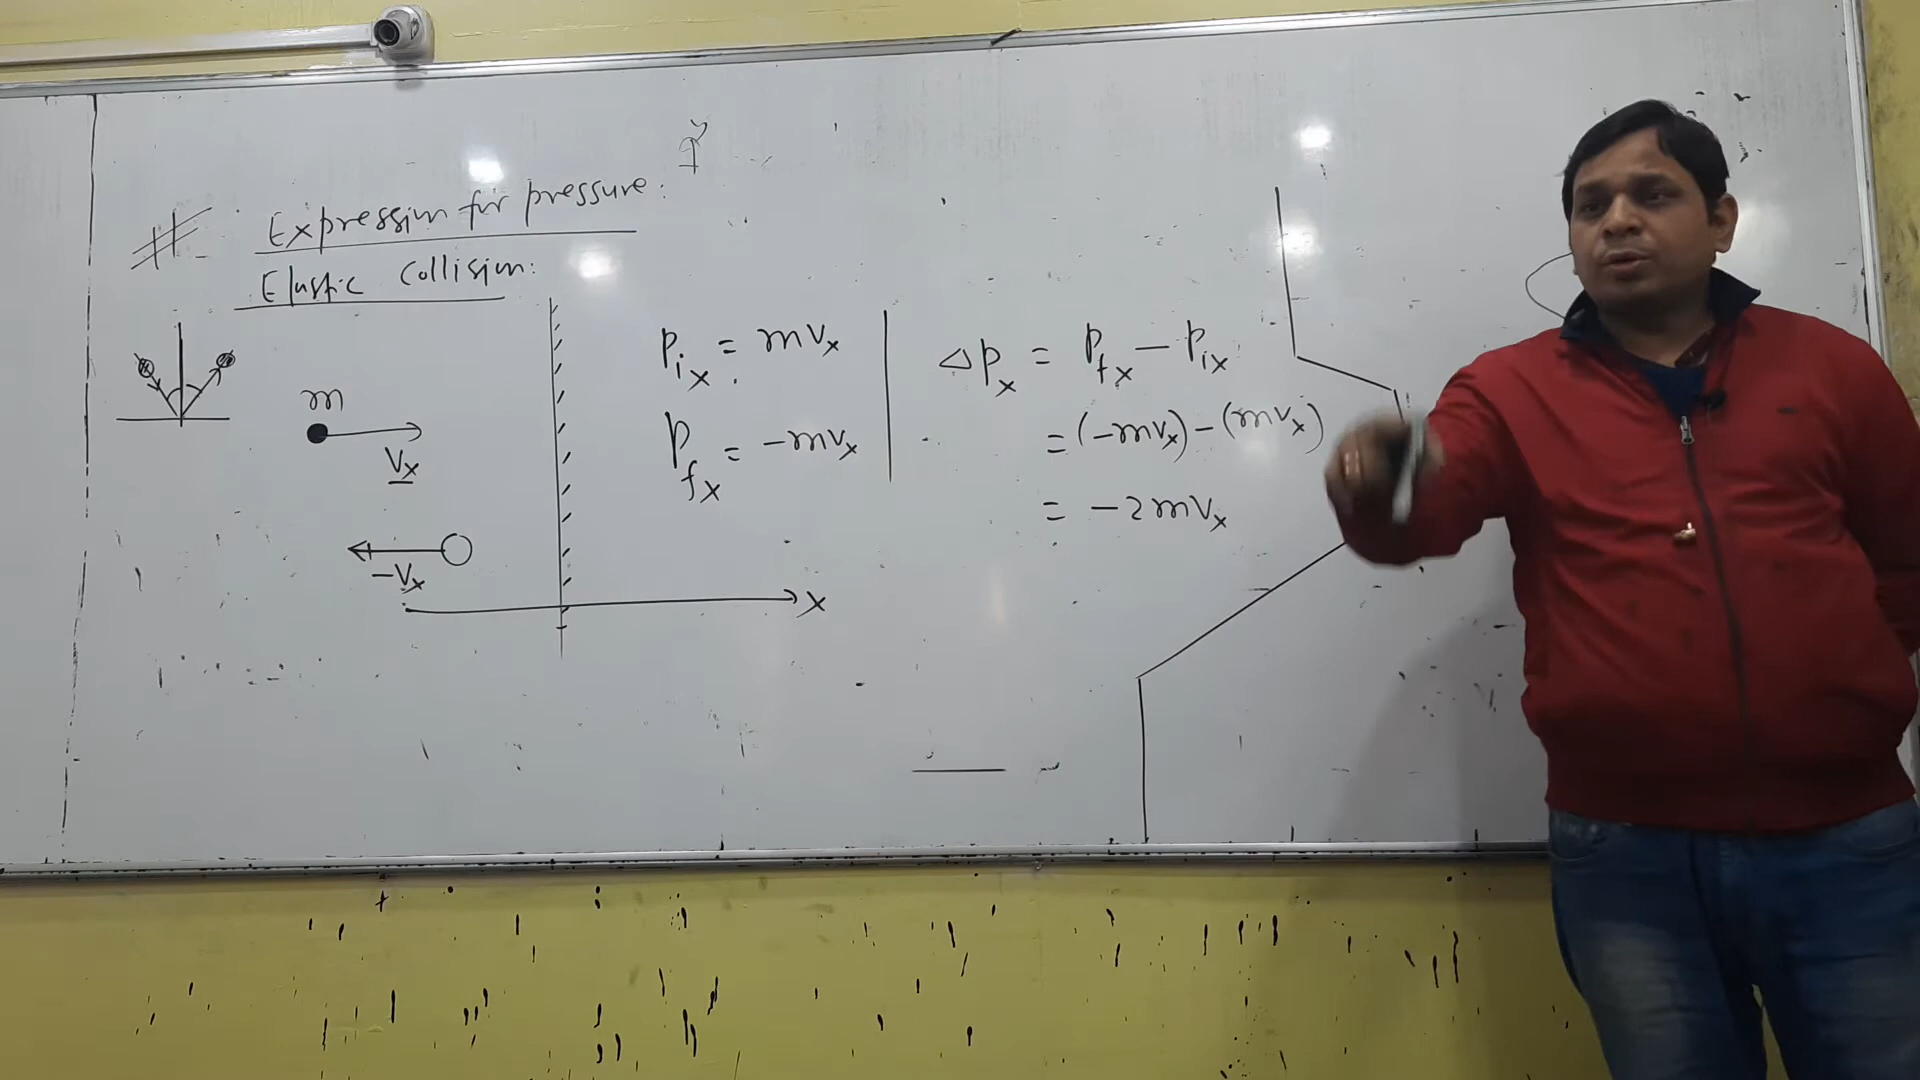 # Expression for pressure:
Elastic Collision:
m
Vx
-Vx
x
Pix = mVx
Pfx = -mVx
ΔPx = Pfx - Pix
= (-mVx) - (mVx)
= -2mVx